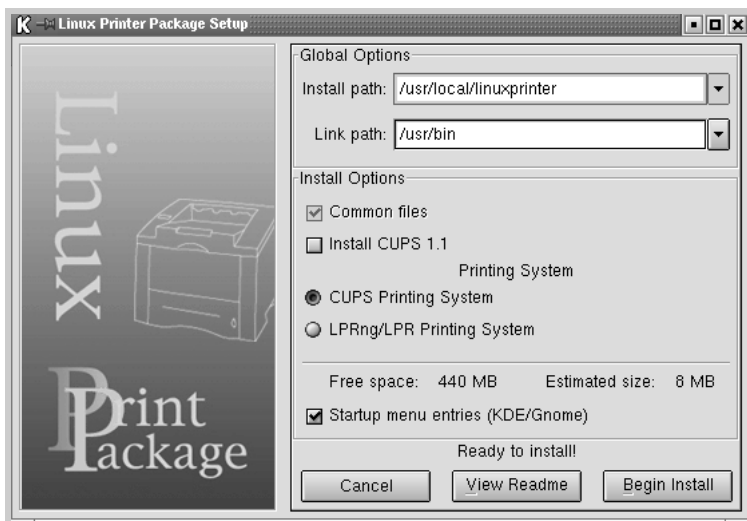 Linux Printer Package Setup
Linux
Print
Package
Global Options
Install path: /usr/local/linuxprinter
Link path: /usr/bin
Install Options
Common files
Install CUPS 1.1
Printing System
CUPS Printing System
LPRng/LPR Printing System
Free space: 440 MB Estimated size: 8 MB
Startup menu entries (KDE/Gnome)
Ready to install!
Cancel View Readme Begin Install